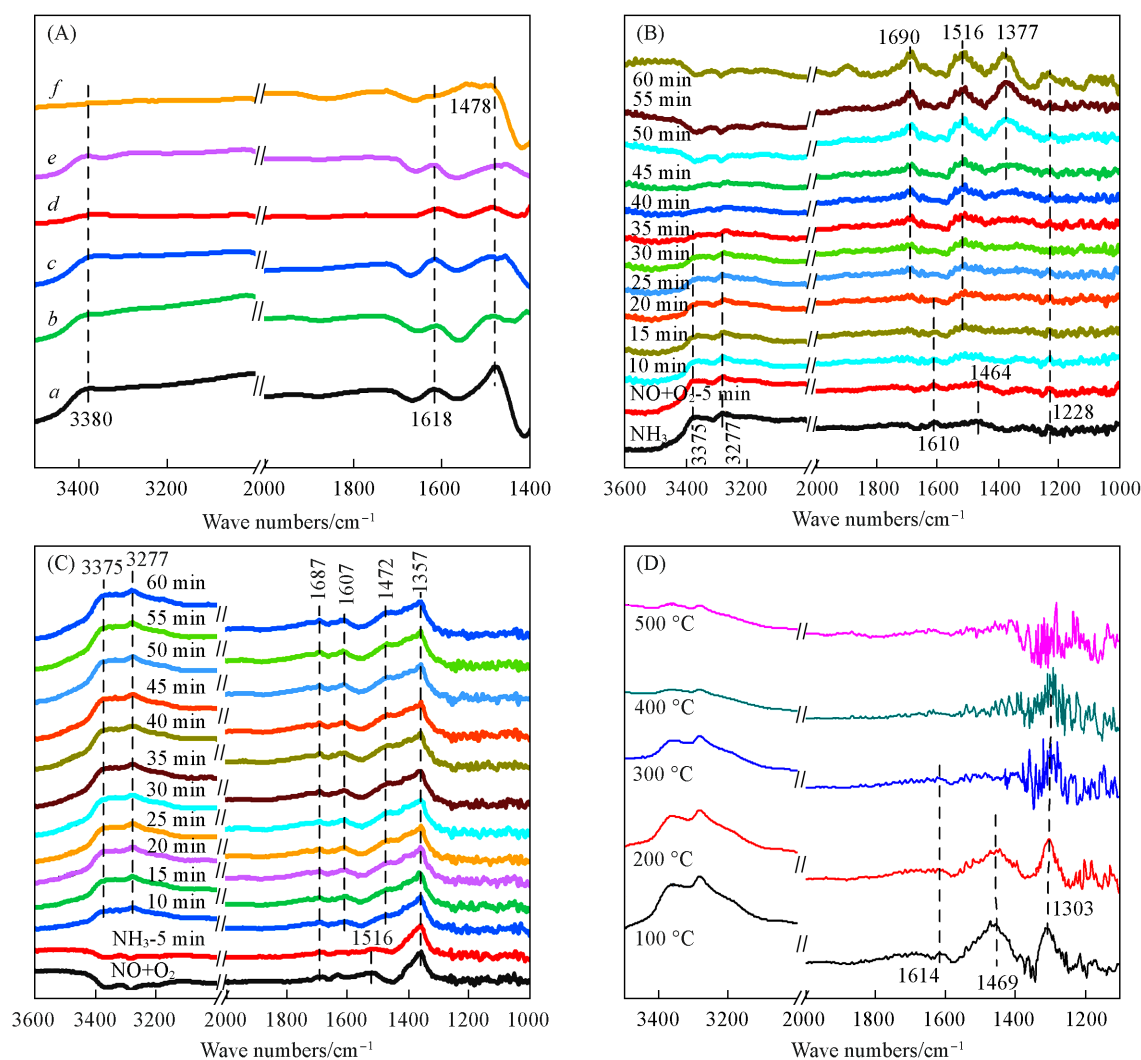 (A)
f
1478
e
d
c
b
a
3380
1618
3400
3200
2000
1800
1600
1400
Wave numbers/cm⁻¹
(B)
1690
1516
1377
60 min
55 min
50 min
45 min
40 min
35 min
30 min
25 min
20 min
15 min
10 min
1464
NO+O₂-5 min
1228
NH₃
3375
3277
1610
3600
3400
3200
2000
1800
1600
1400
1200
1000
Wave numbers/cm⁻¹
(C)
3375
3277
1687
1607
1472
1357
60 min
55 min
50 min
45 min
40 min
35 min
30 min
25 min
20 min
15 min
10 min
NH₃-5 min
1516
NO+O₂
3600
3400
3200
2000
1800
1600
1400
1200
1000
Wave numbers/cm⁻¹
(D)
500 °C
400 °C
300 °C
200 °C
1303
100 °C
1614
1469
3400
3200
2000
1800
1600
1400
1200
Wave numbers/cm⁻¹